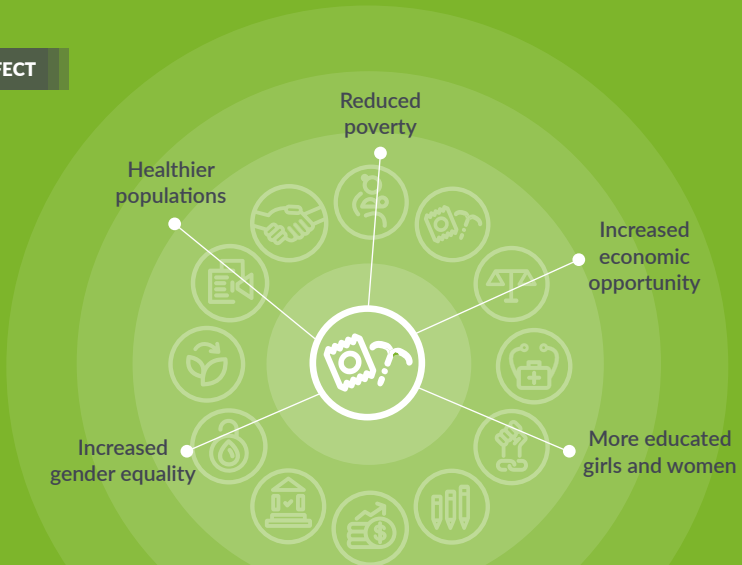 FECT
Reduced
poverty
Healthier
populations
Increased
economic
opportunity
Increased
gender equality
More educated
girls and women